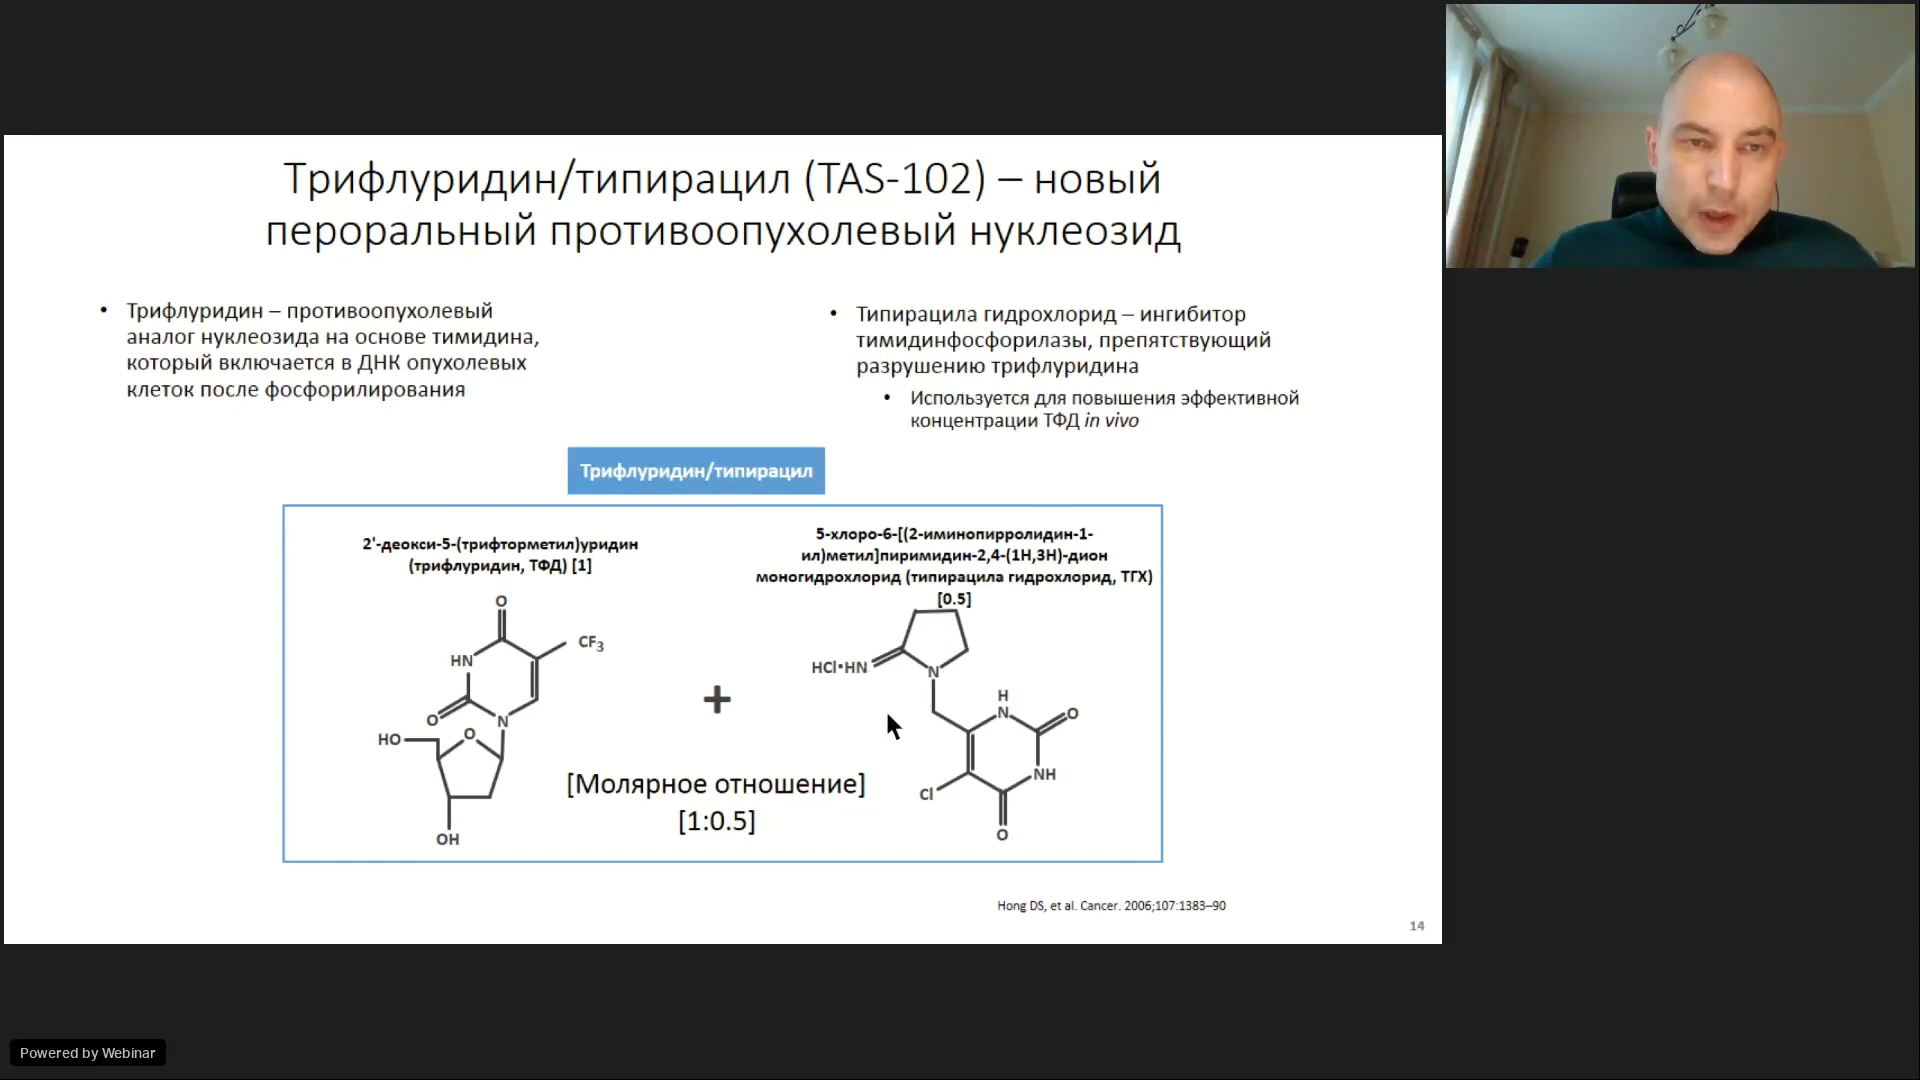 Трифлуридин/типирацил (TAS-102) – новый
пероральный противоопухолевый нуклеозид
• Трифлуридин – противоопухолевый
аналог нуклеозида на основе тимидина,
который включается в ДНК опухолевых
клеток после фосфорилирования
• Типирацила гидрохлорид – ингибитор
тимидинфосфорилазы, препятствующий
разрушению трифлуридина
• Используется для повышения эффективной
концентрации ТФД in vivo
Трифлуридин/типирацил
2'-деокси-5-(трифторметил)уридин
(трифлуридин, ТФД) [1]
O
CF3
HN
O
N
HO
O
OH
+
[Молярное отношение]
[1:0.5]
5-хлоро-6-[(2-иминопирролидин-1-
ил)метил]пиримидин-2,4-(1H,3H)-дион
моногидрохлорид (типирацила гидрохлорид, ТГХ)
[0.5]
HCl•HN
N
H
N
O
NH
Cl
O
Hong DS, et al. Cancer. 2006;107:1383–90
14
Powered by Webinar